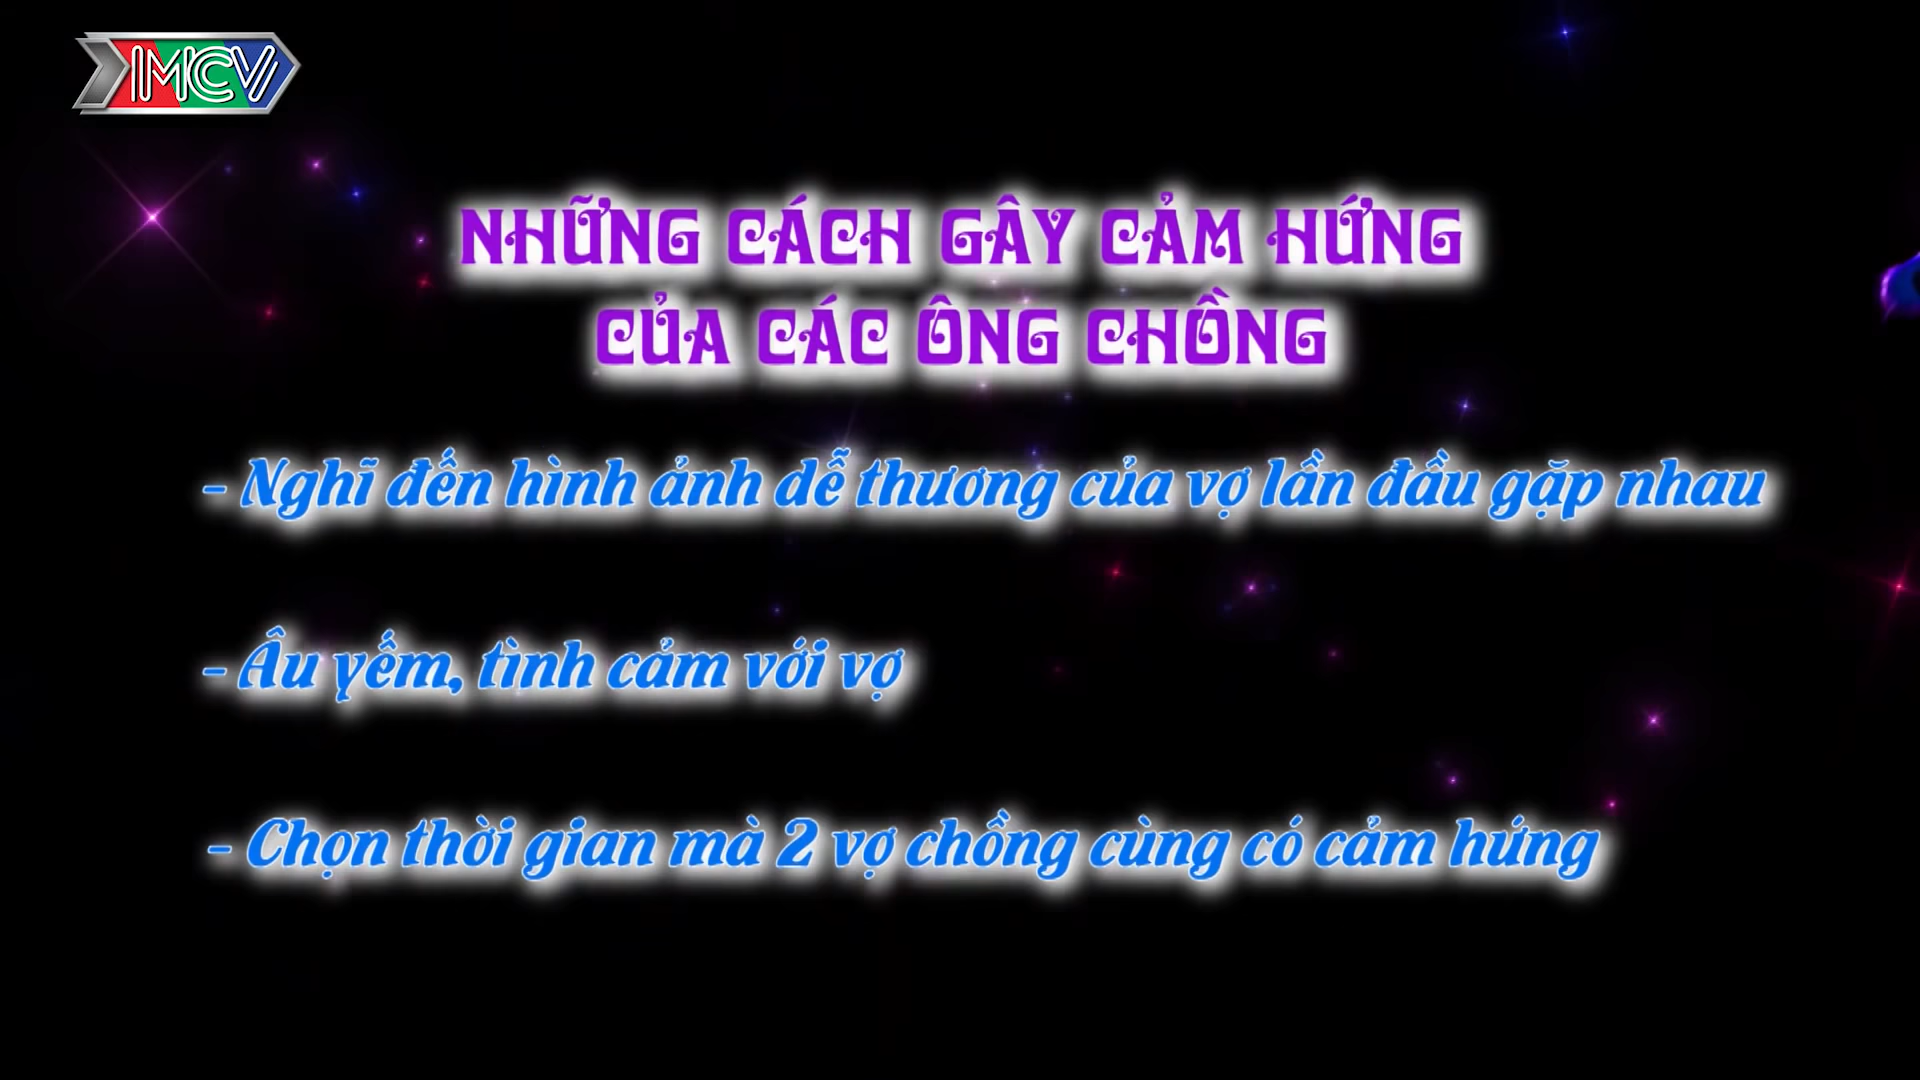 MCV
NHỮNG CÁCH GÂY CẢM HỨNG
CỦA CÁC ÔNG CHỒNG
- Nghĩ đến hình ảnh dễ thương của vợ lần đầu gặp nhau
- Âu yếm, tình cảm với vợ
- Chọn thời gian mà 2 vợ chồng cùng có cảm hứng